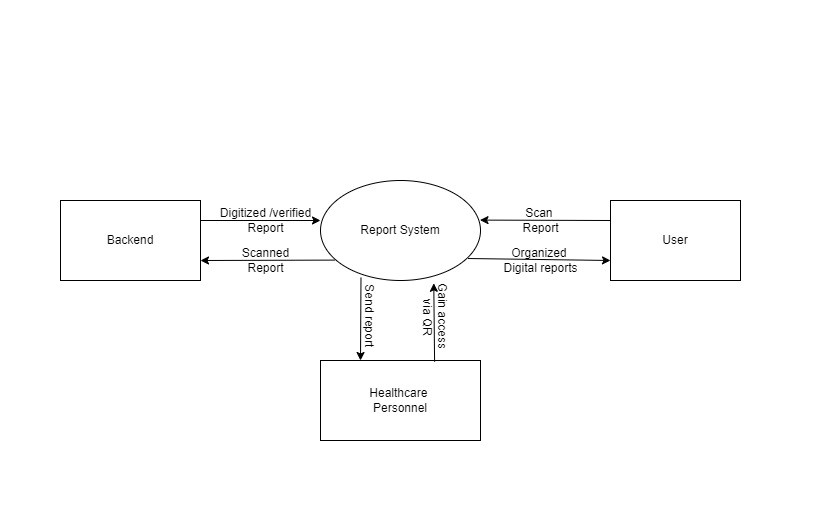 Digitized /verified
Report
Scan
Report
Backend
Report System
User
Scanned
Report
Organized
Digital reports
Send report
Gain access
via QR
Healthcare
Personnel